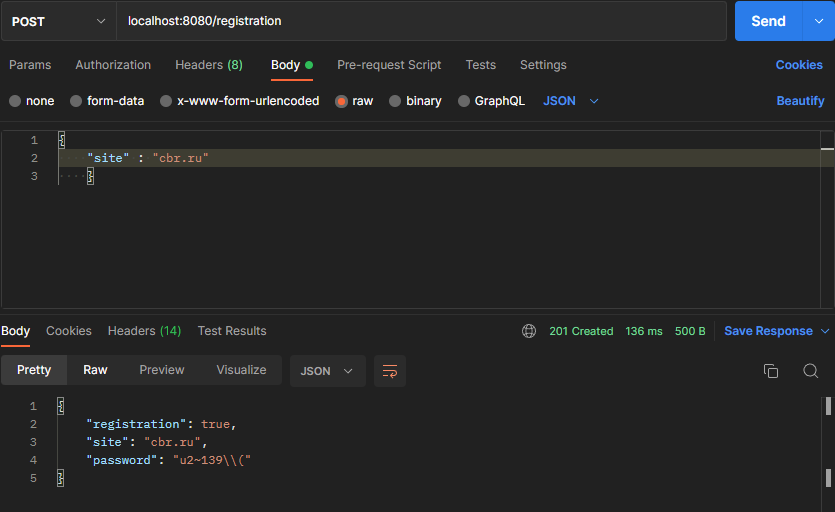 POST localhost:8080/registration Send
Params Authorization Headers (8) Body Pre-request Script Tests Settings Cookies
none form-data x-www-form-urlencoded raw binary GraphQL JSON Beautify
1 {
2 "site" : "cbr.ru"
3 }
Body Cookies Headers (14) Test Results 201 Created 136 ms 500 B Save Response
Pretty Raw Preview Visualize JSON
1 {
2 "registration": true,
3 "site": "cbr.ru",
4 "password": "u2~139\\("
5 }